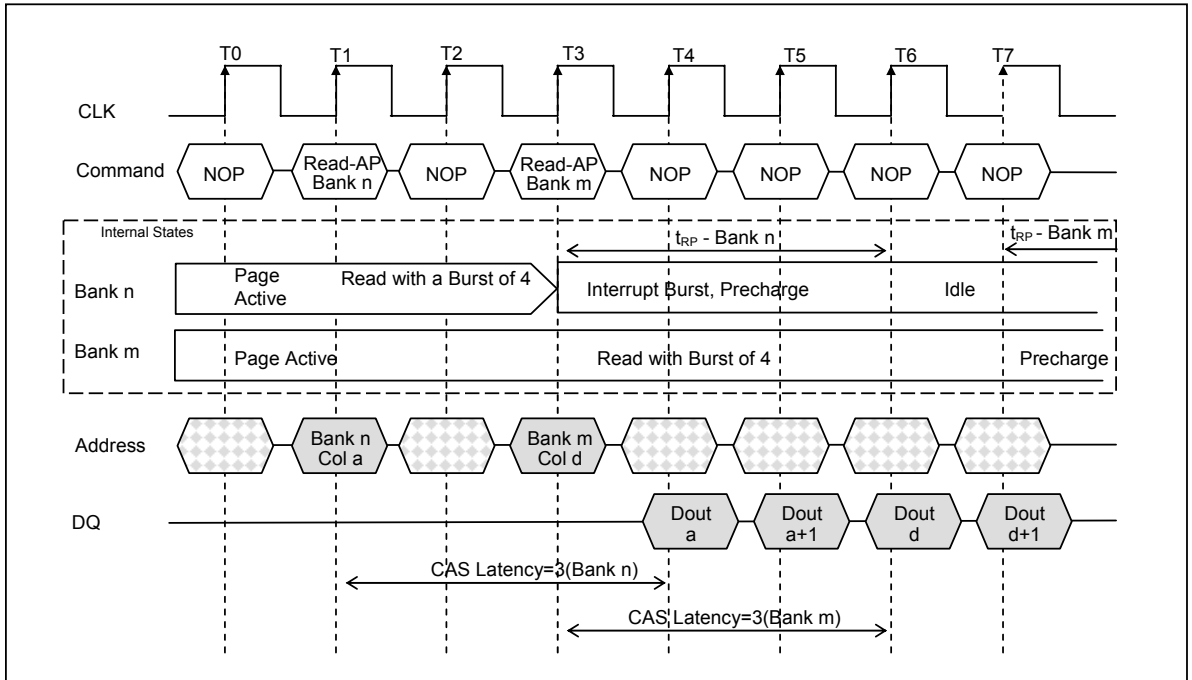 T0 T1 T2 T3 T4 T5 T6 T7
CLK
Command NOP Read-AP Bank n NOP Read-AP Bank m NOP NOP NOP NOP
Internal States
tRP - Bank n
tRP - Bank m
Bank n
Page Active
Read with a Burst of 4
Interrupt Burst, Precharge
Idle
Bank m
Page Active
Read with Burst of 4
Precharge
Address
Bank n
Col a
Bank m
Col d
DQ
Dout
a
Dout
a+1
Dout
d
Dout
d+1
CAS Latency=3(Bank n)
CAS Latency=3(Bank m)